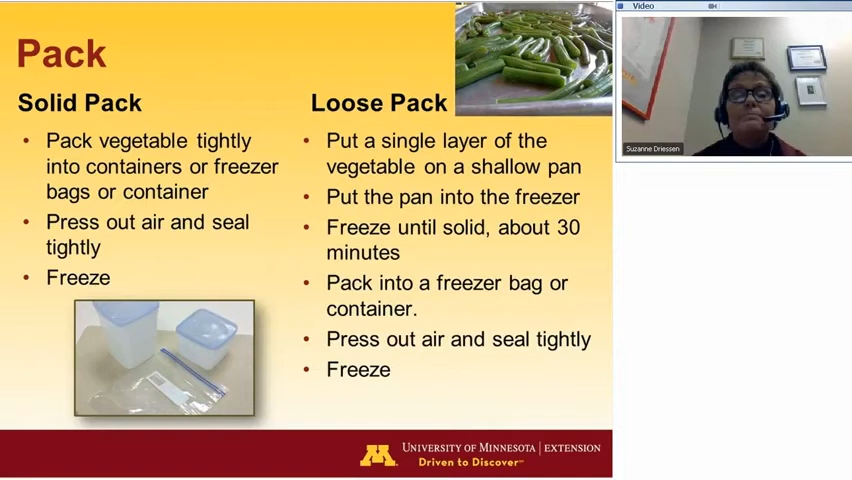 Pack
Solid Pack
• Pack vegetable tightly
into containers or freezer
bags or container
• Press out air and seal
tightly
• Freeze
Loose Pack
• Put a single layer of the
vegetable on a shallow pan
• Put the pan into the freezer
• Freeze until solid, about 30
minutes
• Pack into a freezer bag or
container.
• Press out air and seal tightly
• Freeze
M
UNIVERSITY OF MINNESOTA | EXTENSION
Driven to Discover℠
Video
Suzanne Driessen